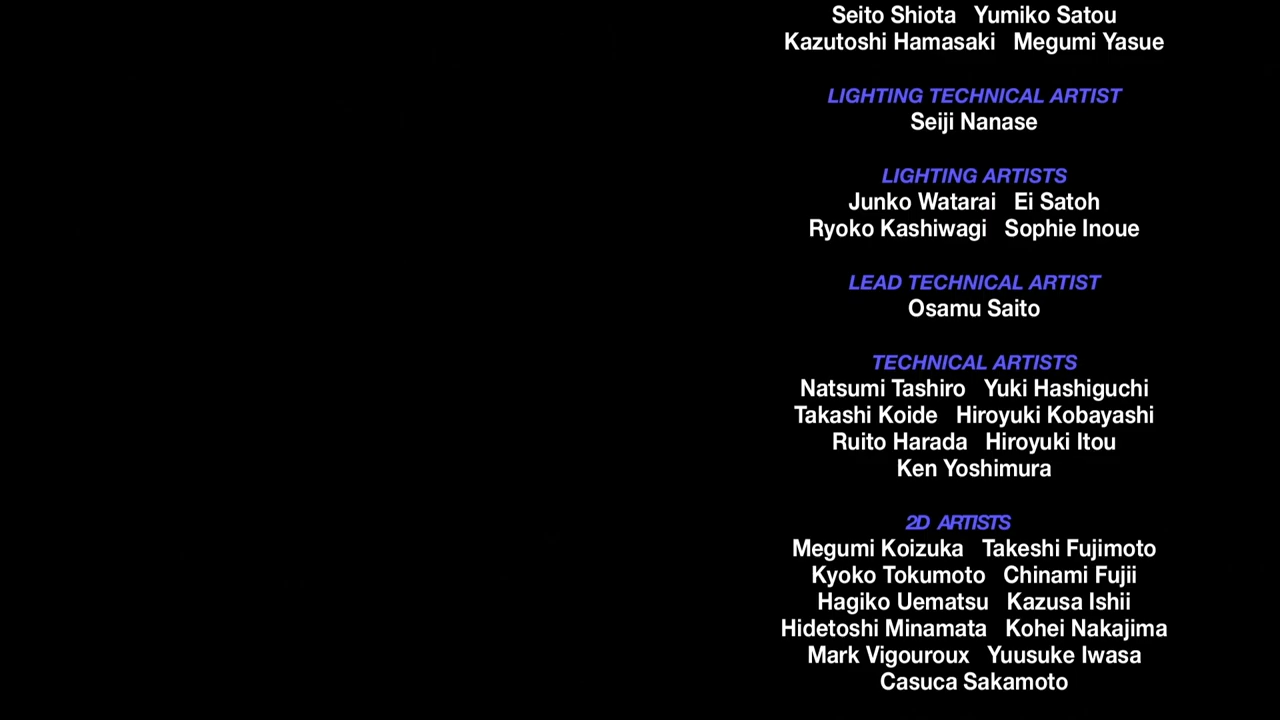 Seito Shiota   Yumiko Satou
Kazutoshi Hamasaki   Megumi Yasue
LIGHTING TECHNICAL ARTIST
Seiji Nanase
LIGHTING ARTISTS
Junko Watarai   Ei Satoh
Ryoko Kashiwagi   Sophie Inoue
LEAD TECHNICAL ARTIST
Osamu Saito
TECHNICAL ARTISTS
Natsumi Tashiro   Yuki Hashiguchi
Takashi Koide   Hiroyuki Kobayashi
Ruito Harada   Hiroyuki Itou
Ken Yoshimura
2D ARTISTS
Megumi Koizuka   Takeshi Fujimoto
Kyoko Tokumoto   Chinami Fujii
Hagiko Uematsu   Kazusa Ishii
Hidetoshi Minamata   Kohei Nakajima
Mark Vigouroux   Yuusuke Iwasa
Casuca Sakamoto